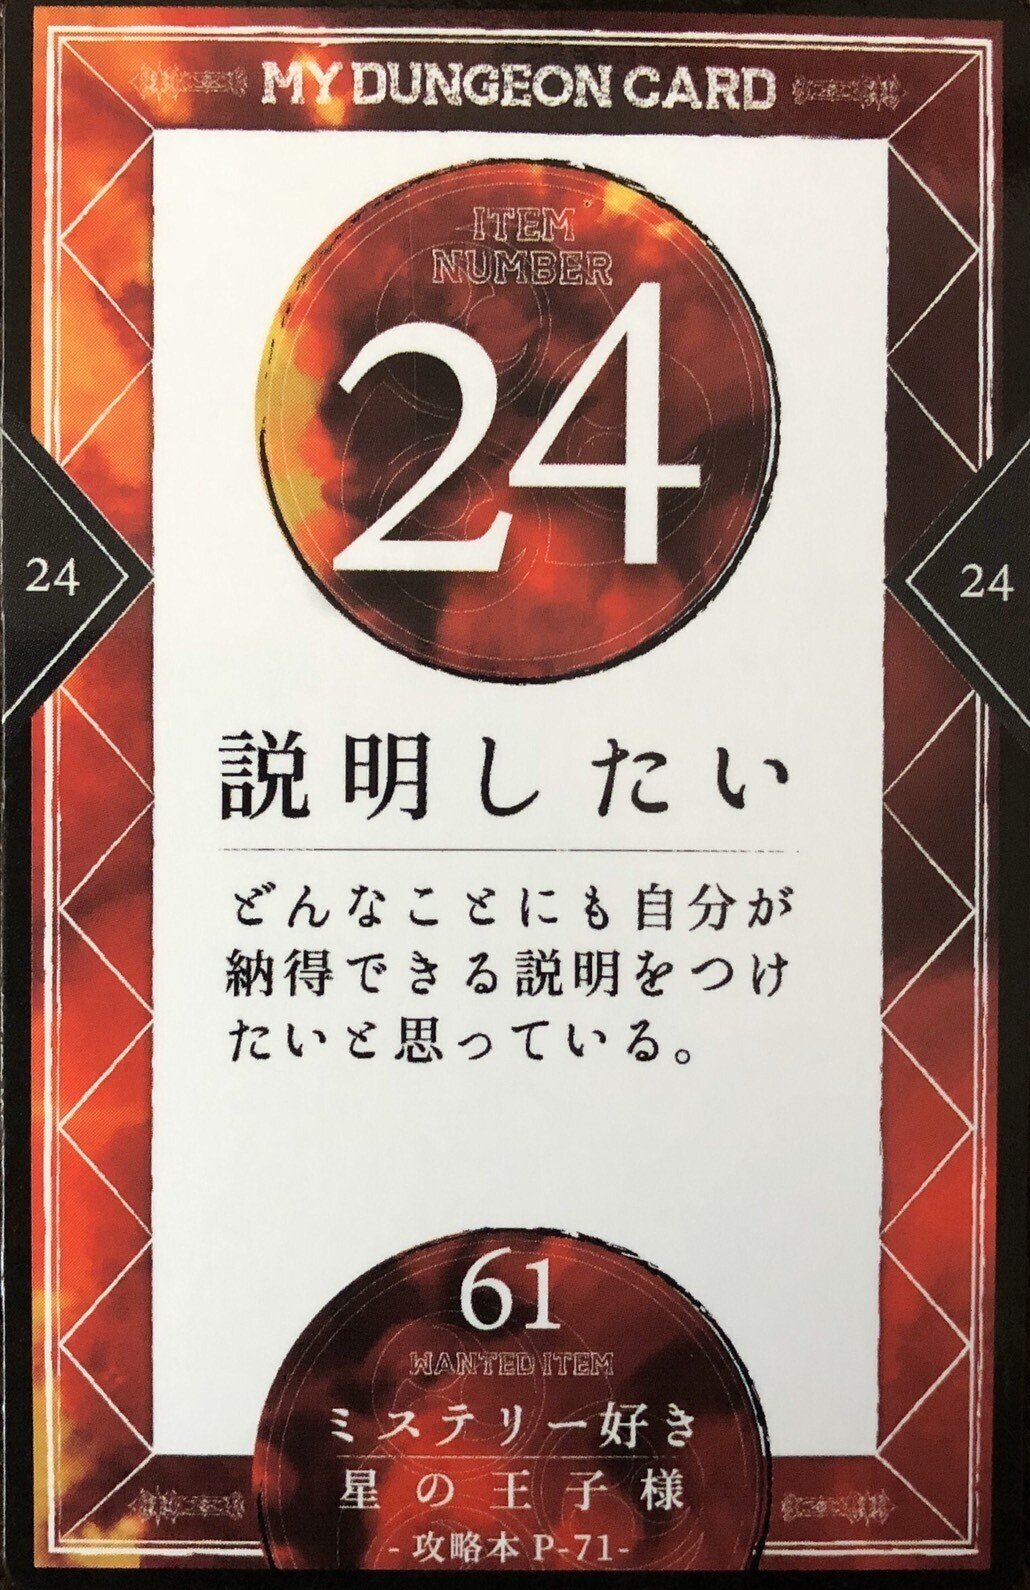 MY DUNGEON CARD
ITEM
NUMBER
24
24
24
説明したい
どんなことにも自分が
納得できる説明をつけ
たいと思っている。
61
WANTED ITEM
ミステリー好き
星の王子様
- 攻略本 P-71-